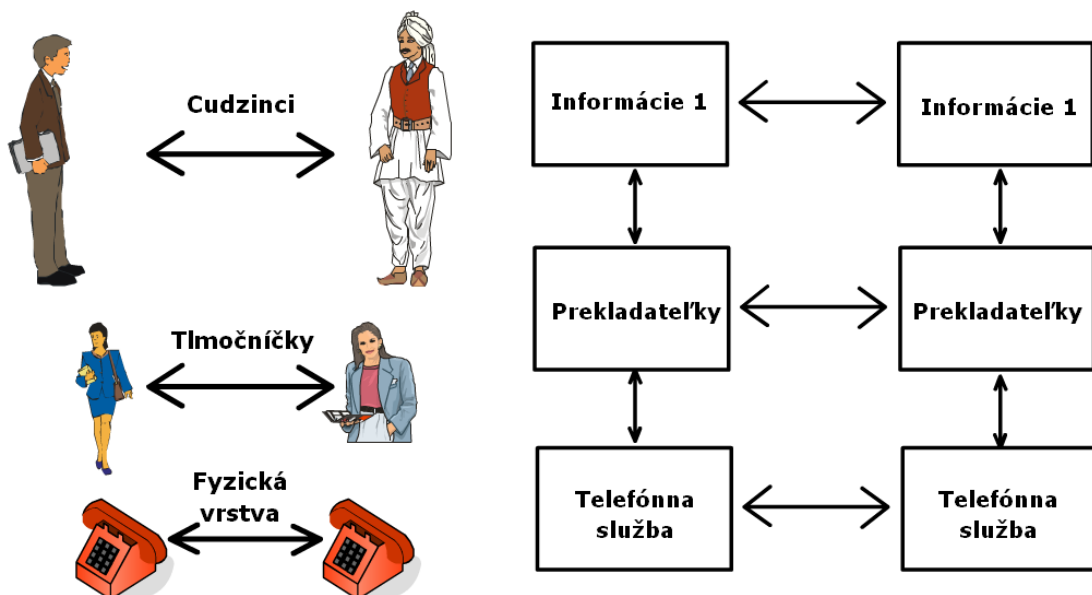 Cudzinci
Tlmočníčky
Fyzická
vrstva
Informácie 1
Informácie 1
Prekladateľky
Prekladateľky
Telefónna
služba
Telefónna
služba